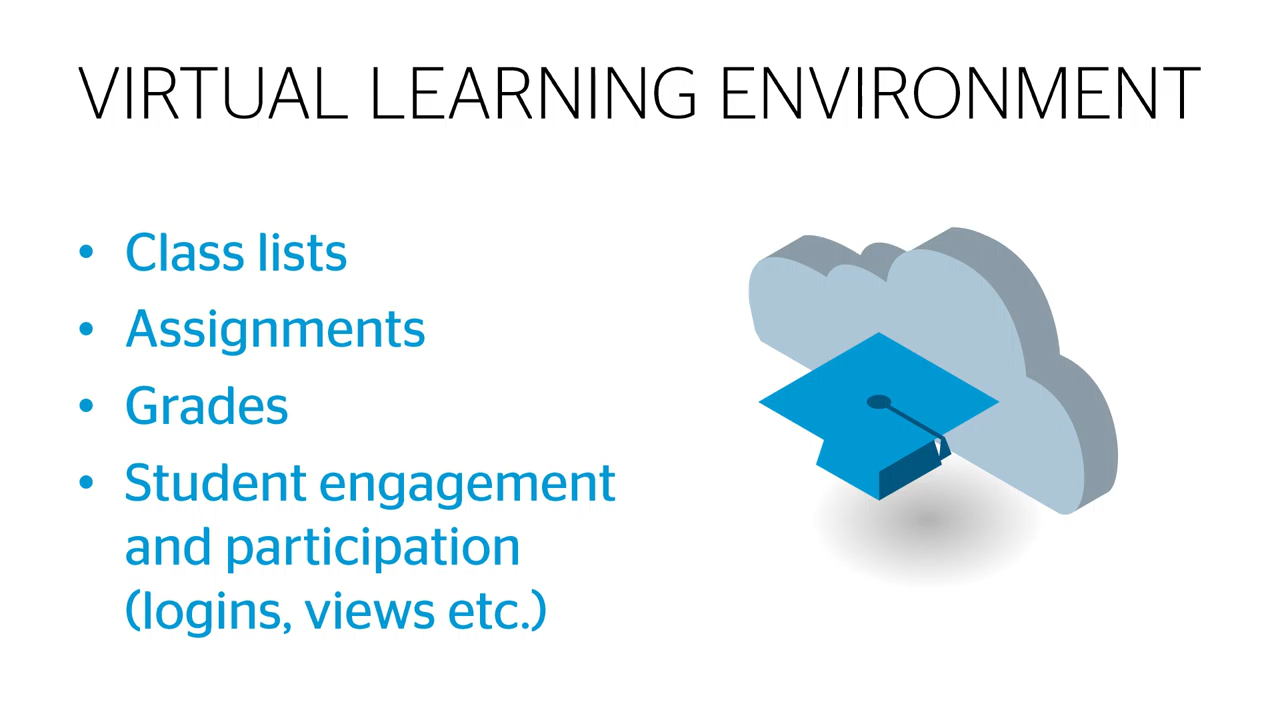 VIRTUAL LEARNING ENVIRONMENT
• Class lists
• Assignments
• Grades
• Student engagement
and participation
(logins, views etc.)